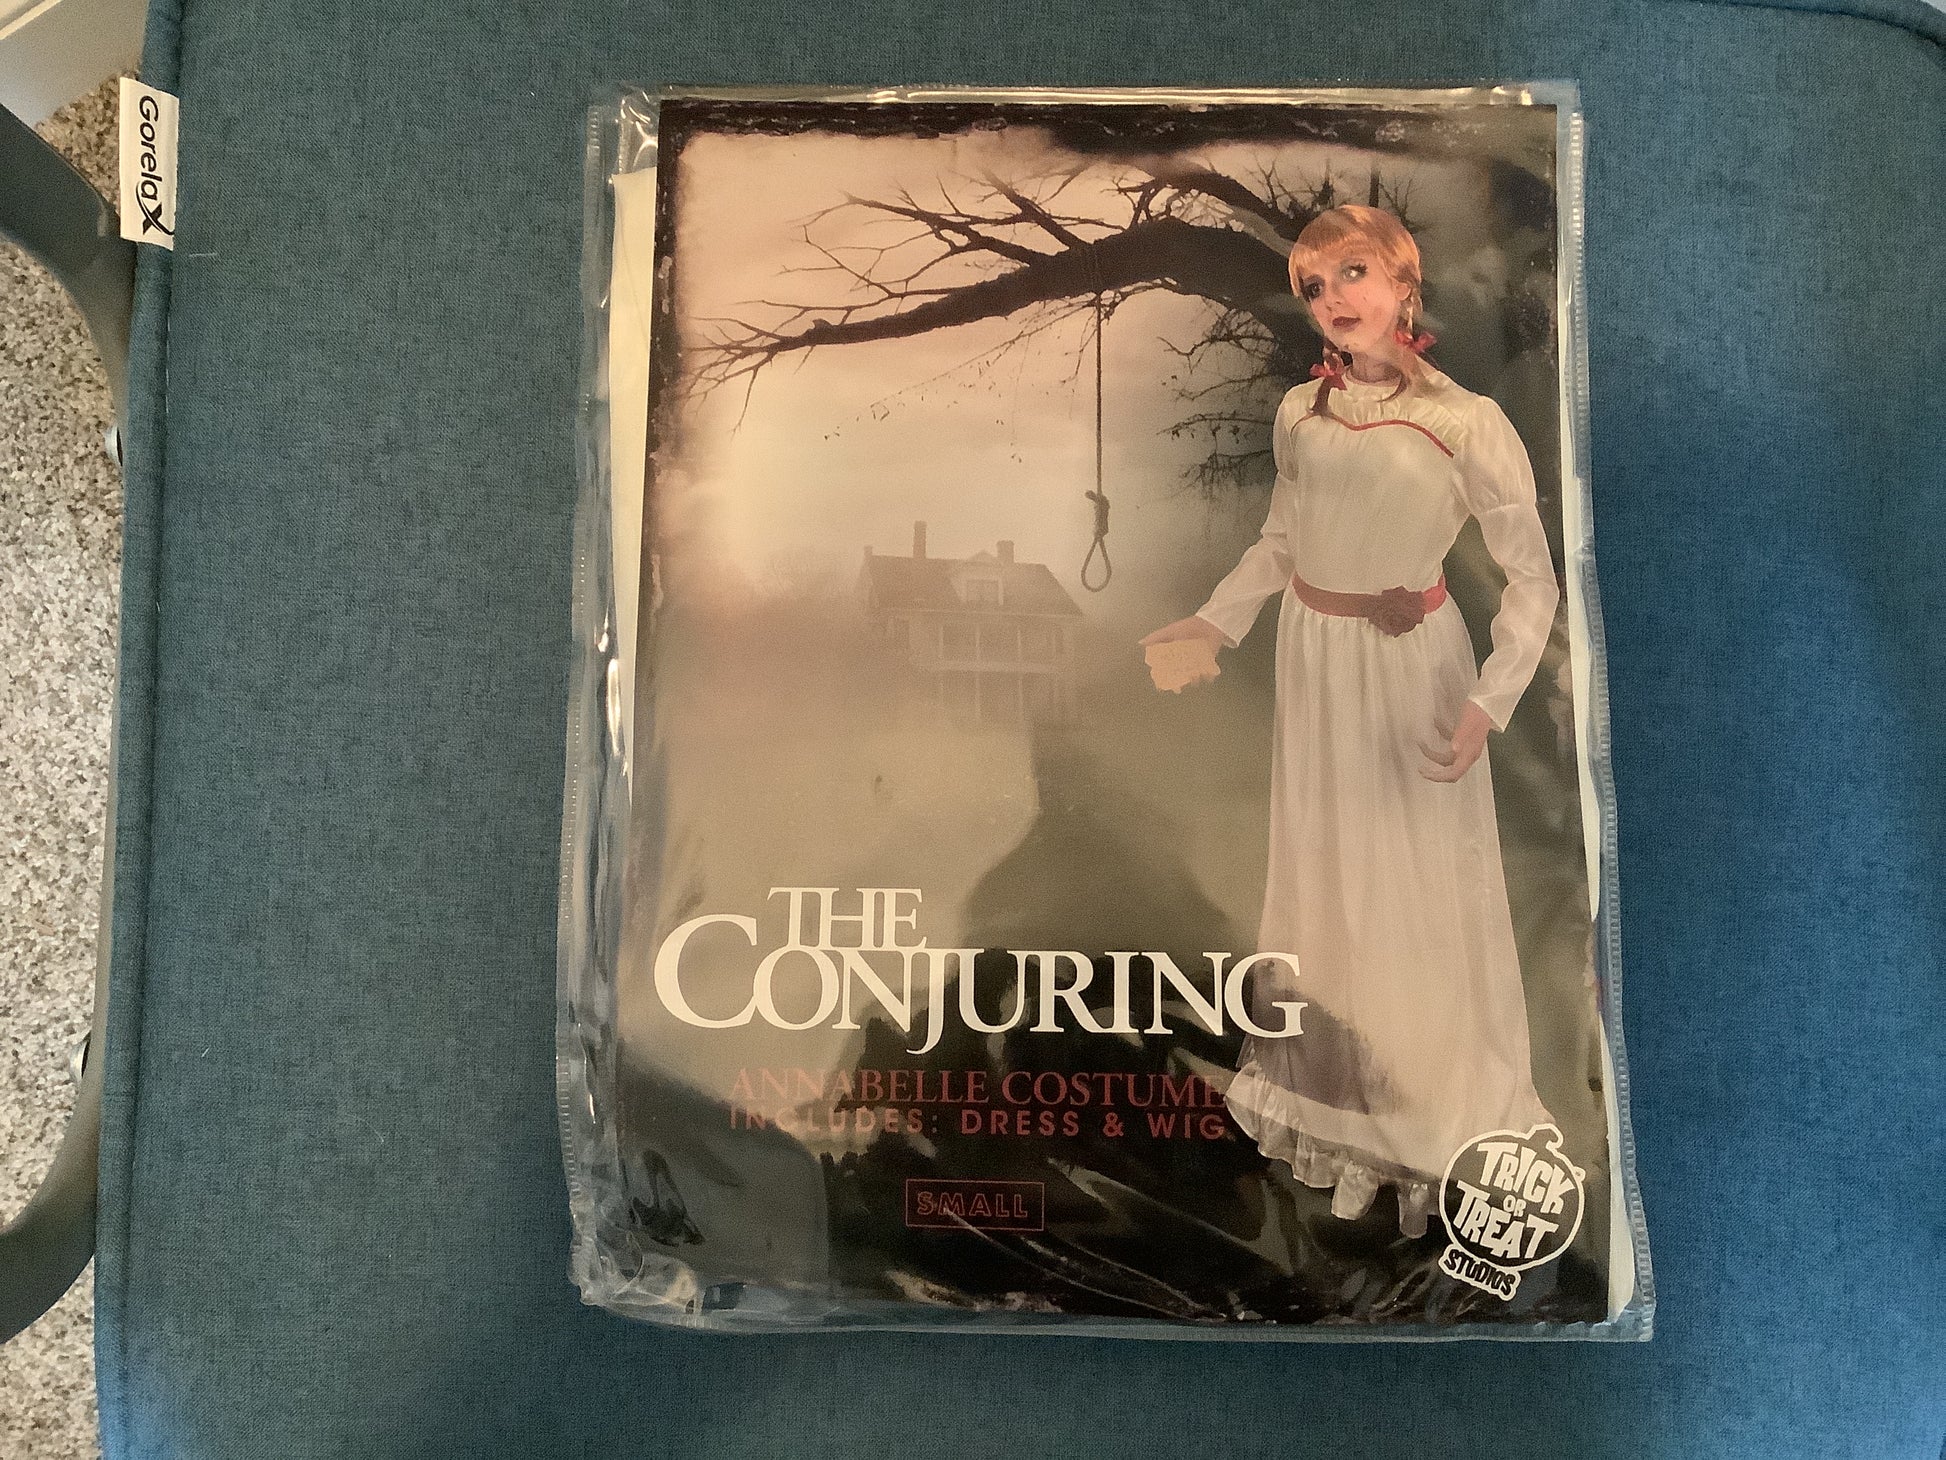 Gorelax
THE
CONJURING
ANNABELLE COSTUME
INCLUDES: DRESS & WIG
SMALL
TRICK
OR
TREAT
STUDIOS